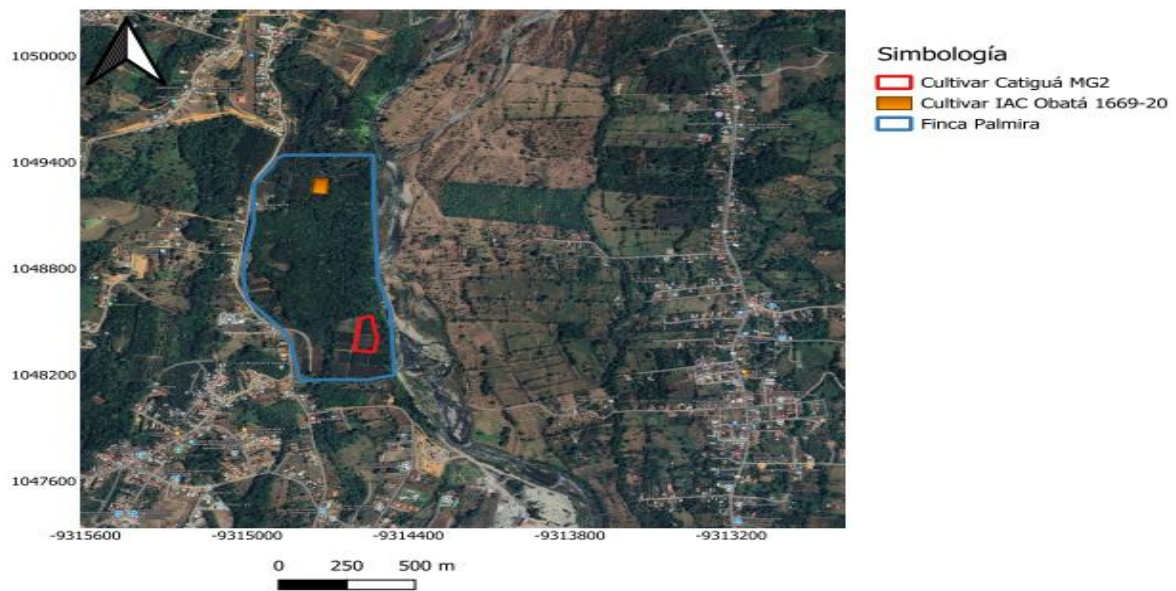 1050000
1049400
1048800
1048200
1047600
-9315600 -9315000 -9314400 -9313800 -9313200
0 250 500 m
Simbología
Cultivar Catiguá MG2
Cultivar IAC Obatá 1669-20
Finca Palmira